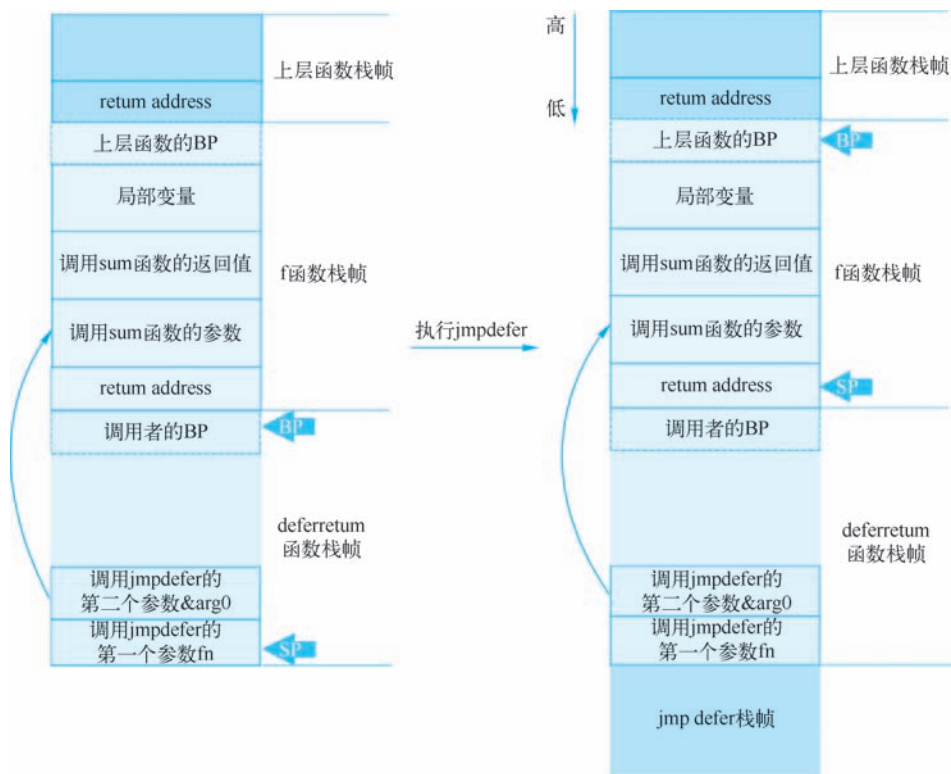 上层函数栈帧
retum address
上层函数的BP
局部变量
调用sum函数的返回值
f函数栈帧
调用sum函数的参数
retum address
调用者的BP
BP
deferretum
函数栈帧
调用jmpdefer的
第二个参数&arg0
调用jmpdefer的
第一个参数fn
SP
执行jmpdefer
高
低
上层函数栈帧
retum address
上层函数的BP
BP
局部变量
调用sum函数的返回值
f函数栈帧
调用sum函数的参数
retum address
SP
调用者的BP
deferretum
函数栈帧
调用jmpdefer的
第二个参数&arg0
调用jmpdefer的
第一个参数fn
jmp defer栈帧